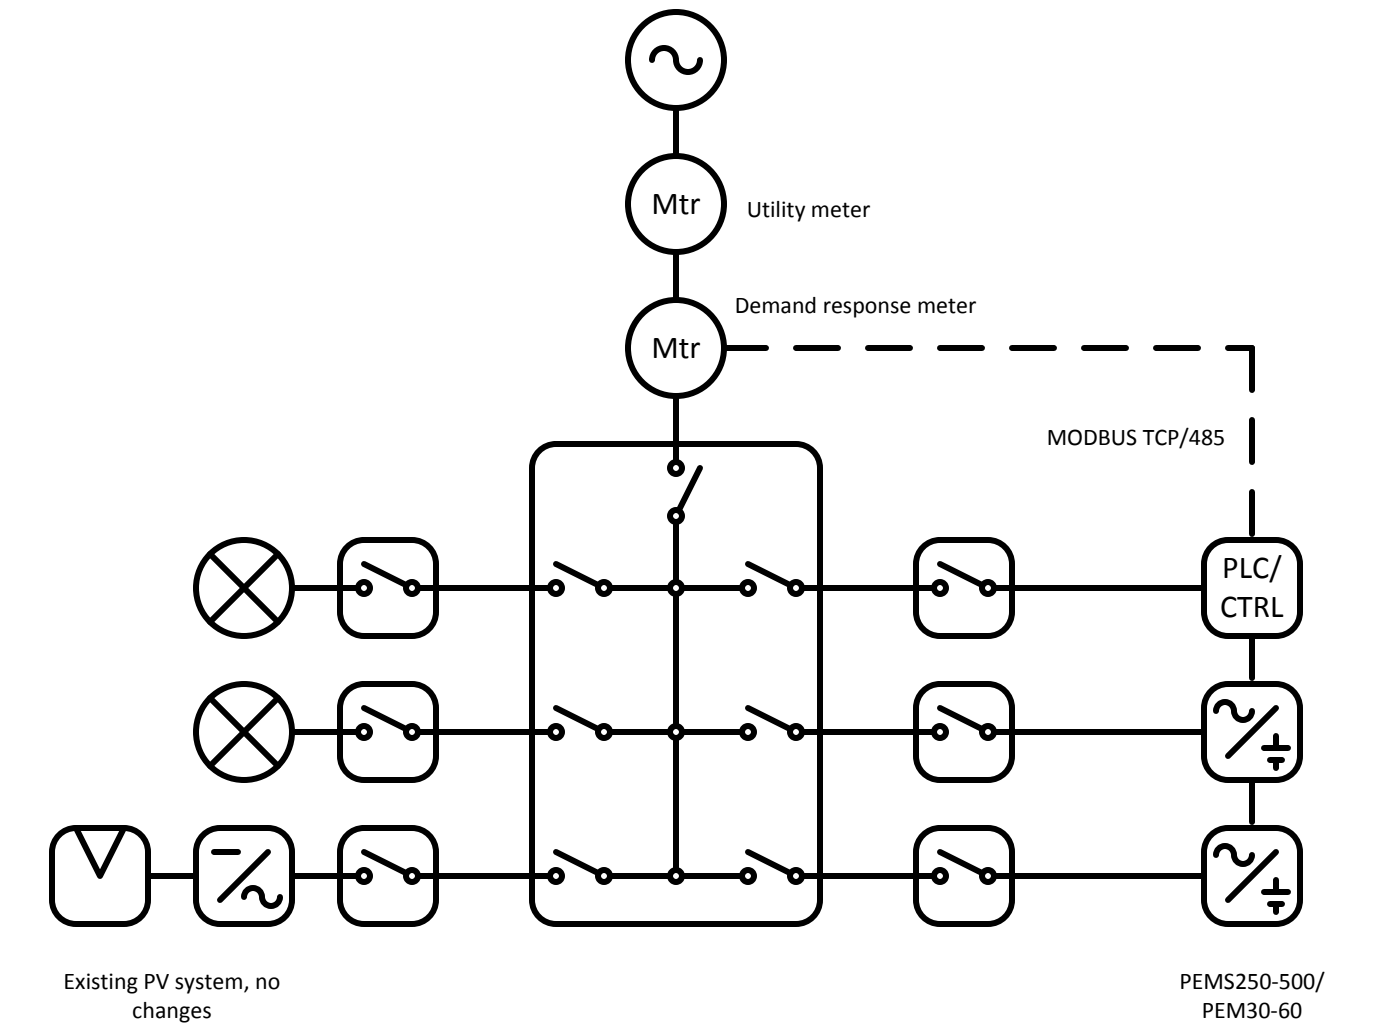 Mtr
Utility meter
Demand response meter
Mtr
MODBUS TCP/485
PLC/
CTRL
Existing PV system, no
changes
PEMS250-500/
PEM30-60